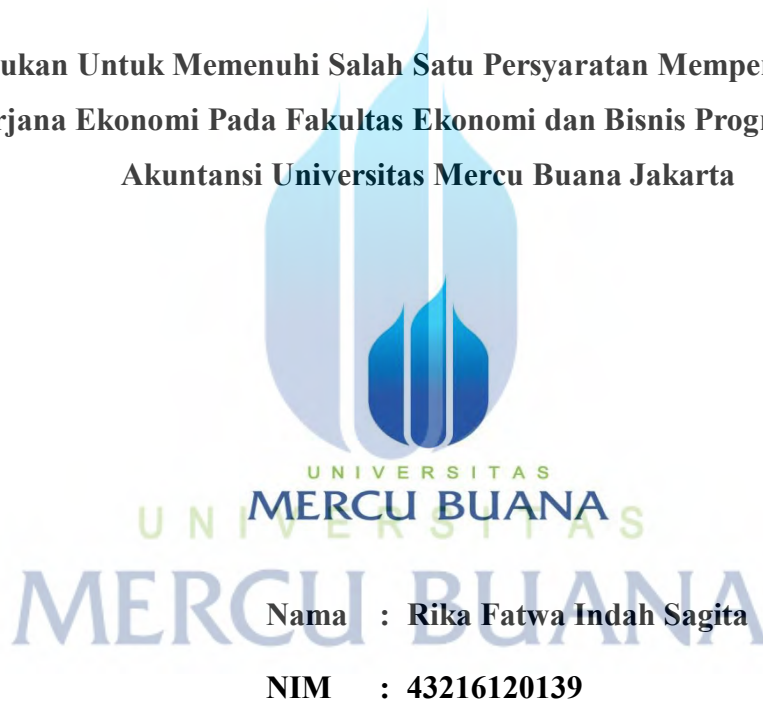 ukan Untuk Memenuhi Salah Satu Persyaratan Memper
rjana Ekonomi Pada Fakultas Ekonomi dan Bisnis Progr
Akuntansi Universitas Mercu Buana Jakarta
UNIVERSITAS
MERCU BUANA
UNIVERSITAS
MERCU BUANA
Nama : Rika Fatwa Indah Sagita
NIM : 43216120139